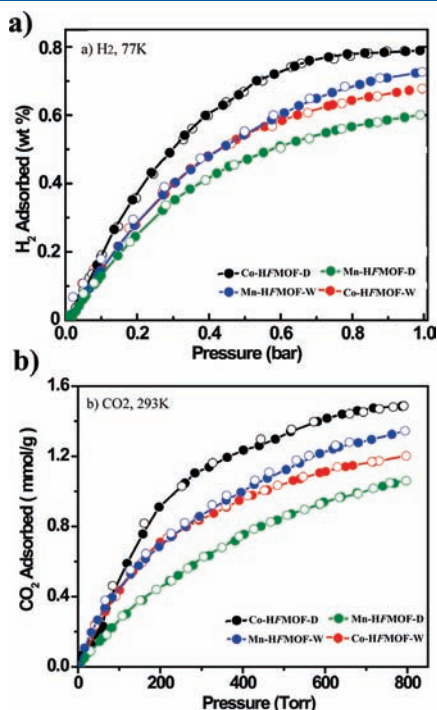 a)
a) H2, 77K
0.8
0.6
0.4
0.2
0
H2 Adsorbed (wt %)
Co-HFMOF-D Mn-HFMOF-D
Mn-HFMOF-W Co-HFMOF-W
0.0 0.2 0.4 0.6 0.8 1.0
Pressure (bar)
b)
b) CO2, 293K
1.6
1.2
0.8
0.4
0.0
CO2 Adsorbed ( mmol/g)
Co-HFMOF-D Mn-HFMOF-D
Mn-HFMOF-W Co-HFMOF-W
0 200 400 600 800
Pressure (Torr)